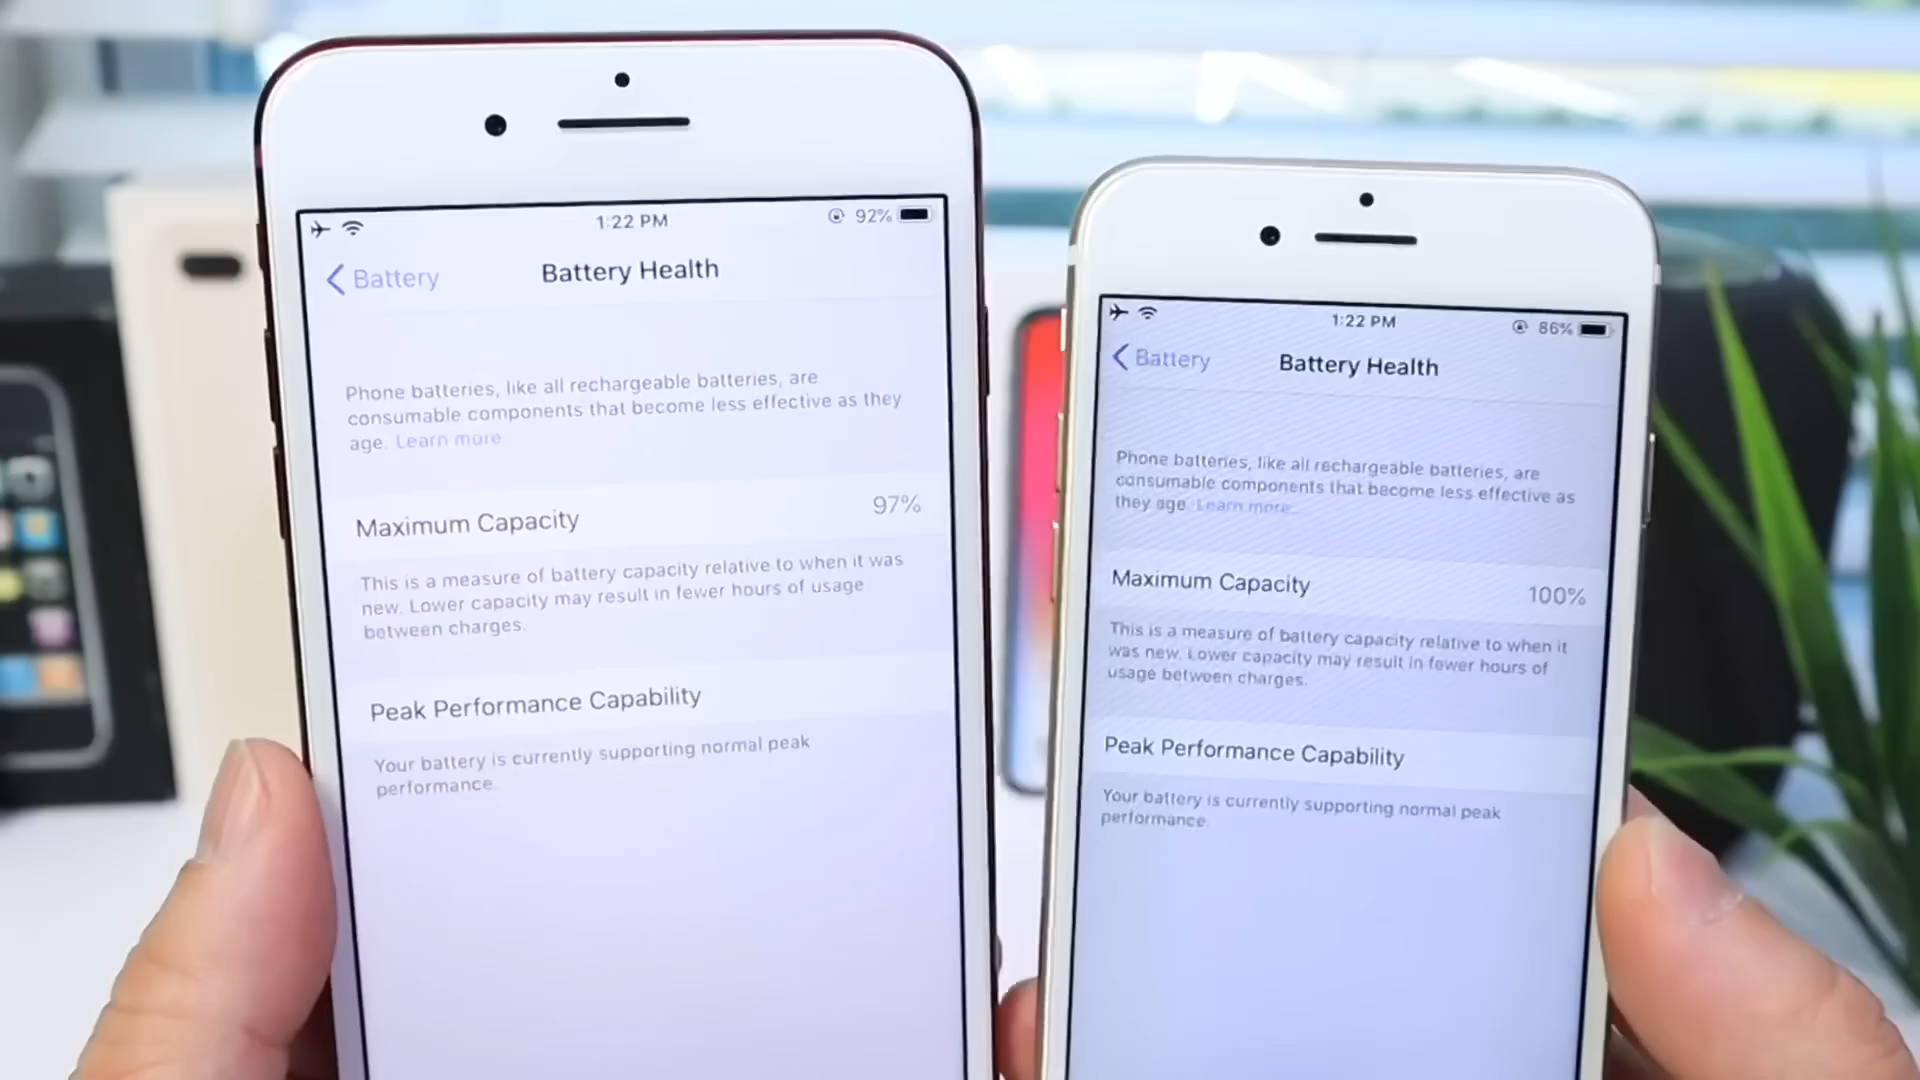 1:22 PM
92%
Battery
Battery Health
Phone batteries, like all rechargeable batteries, are
consumable components that become less effective as they
age. Learn more
Maximum Capacity 97%
This is a measure of battery capacity relative to when it was
new. Lower capacity may result in fewer hours of usage
between charges.
Peak Performance Capability
Your battery is currently supporting normal peak
performance.
1:22 PM
86%
Battery
Battery Health
Phone batteries, like all rechargeable batteries, are
consumable components that become less effective as
they age. Learn more...
Maximum Capacity 100%
This is a measure of battery capacity relative to when it
was new. Lower capacity may result in fewer hours of
usage between charges.
Peak Performance Capability
Your battery is currently supporting normal peak
performance.